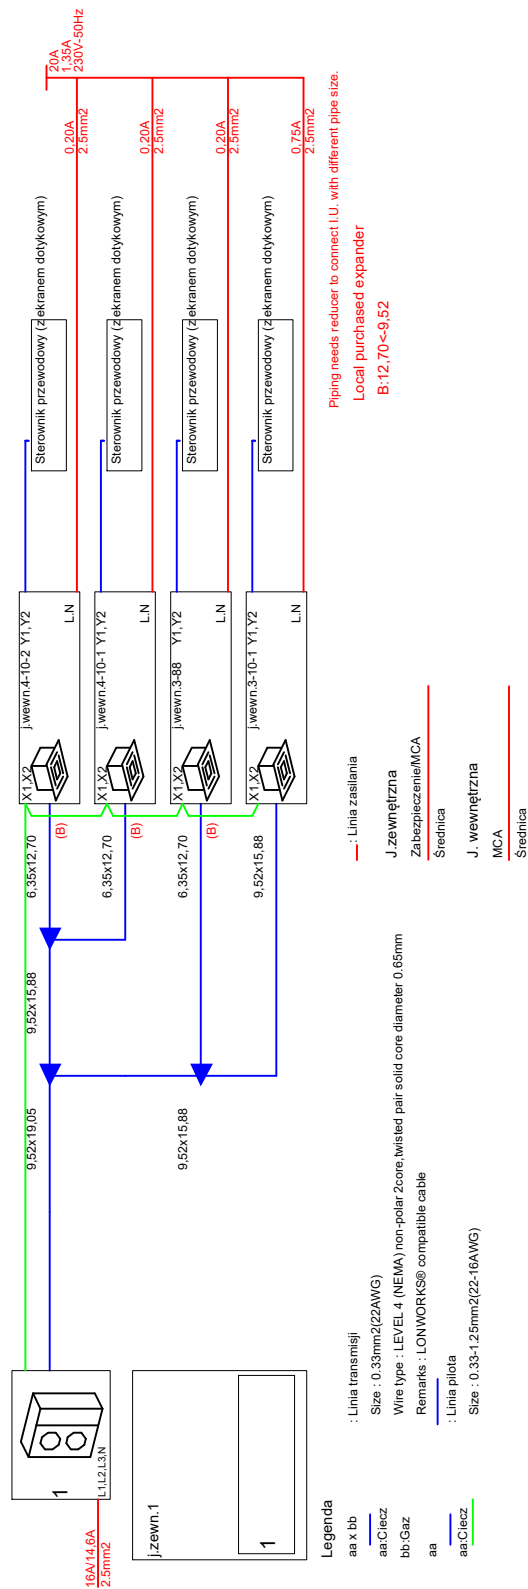 20A
1,35A
230V-50Hz
0,20A
2.5mm2
0,20A
2.5mm2
0,20A
2.5mm2
0,75A
2.5mm2
Sterownik przewodowy (z ekranem dotykowym)
Sterownik przewodowy (z ekranem dotykowym)
Sterownik przewodowy (z ekranem dotykowym)
Sterownik przewodowy (z ekranem dotykowym)
Piping needs reducer to connect I.U. with different pipe size.
Local purchased expander
B:12,70<-9,52
X1,X2
j.wewn.4-10-2
Y1,Y2
L.N
X1,X2
j.wewn.4-10-1
Y1,Y2
L.N
X1,X2
j.wewn.3-88
Y1,Y2
L.N
X1,X2
j.wewn.3-10-1
Y1,Y2
L.N
6,35x12,70
(B)
6,35x12,70
(B)
6,35x12,70
(B)
9,52x15,88
9,52x15,88
9,52x19,05
9,52x15,88
1
L1,L2,L3,N
16A/14,6A
2.5mm2
j.zewn.1
1
Legenda
aa x bb
aa:Ciecz
bb:Gaz
aa
aa:Ciecz
: Linia transmisji
Size : 0.33mm2(22AWG)
Wire type : LEVEL 4 (NEMA) non-polar 2core,twisted pair solid core diameter 0.65mm
Remarks : LONWORKS® compatible cable
: Linia pilota
Size : 0.33-1.25mm2(22-16AWG)
: Linia zasilania
J.zewnętrzna
Zabezpieczenie/MCA
Średnica
J. wewnętrzna
MCA
Średnica